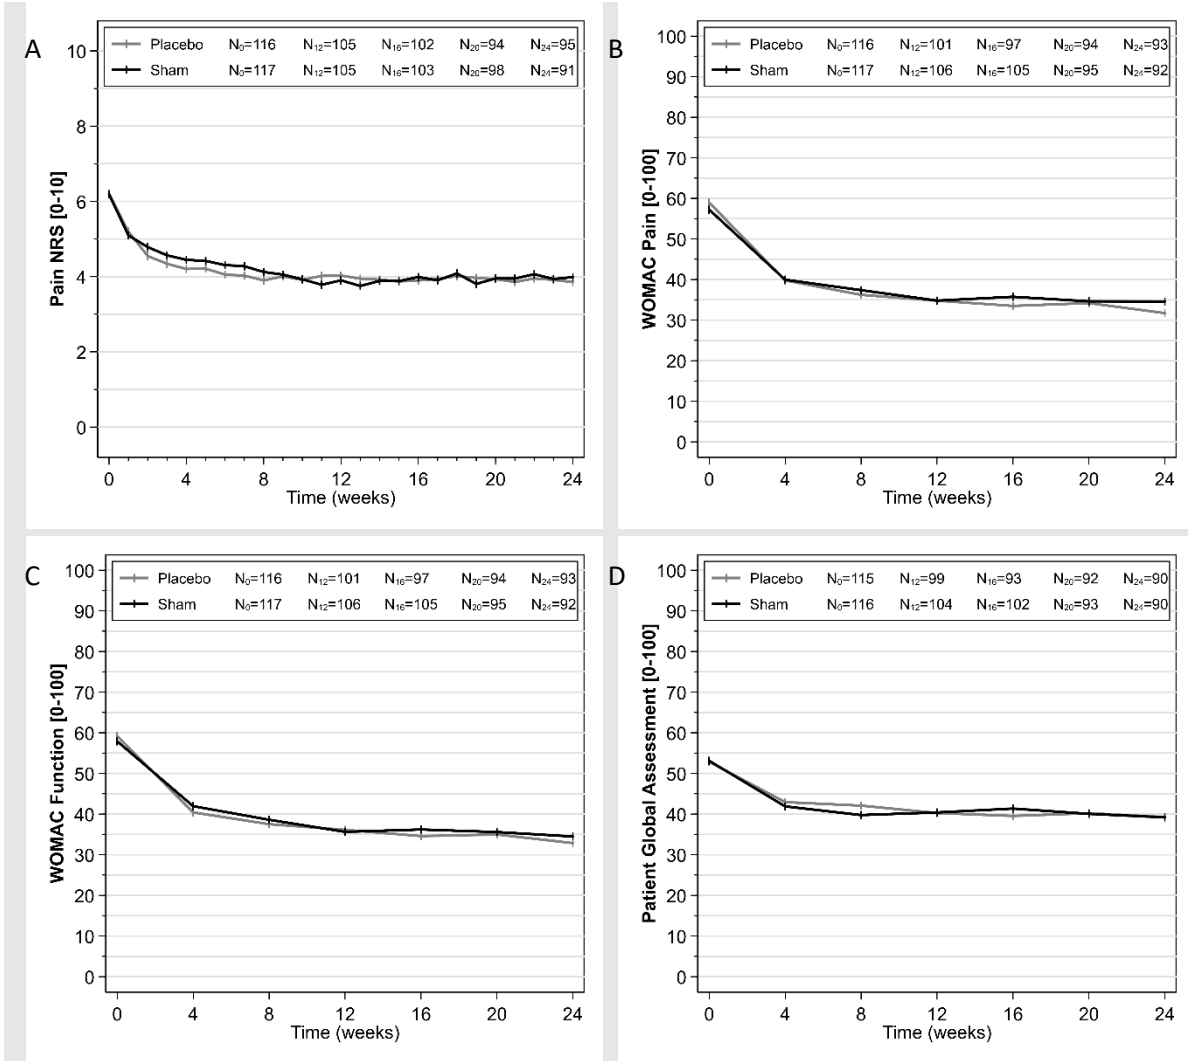 A
Placebo N₀=116 N₁₂=105 N₁₆=102 N₂₀=94 N₂₄=95
Sham N₀=117 N₁₂=105 N₁₆=103 N₂₀=98 N₂₄=91
10
8
6
4
2
0
Pain NRS [0-10]
0 4 8 12 16 20 24
Time (weeks)
B
Placebo N₀=116 N₁₂=101 N₁₆=97 N₂₀=94 N₂₄=93
Sham N₀=117 N₁₂=106 N₁₆=105 N₂₀=95 N₂₄=92
100
90
80
70
60
50
40
30
20
10
0
WOMAC Pain [0-100]
0 4 8 12 16 20 24
Time (weeks)
C
Placebo N₀=116 N₁₂=101 N₁₆=97 N₂₀=94 N₂₄=93
Sham N₀=117 N₁₂=106 N₁₆=105 N₂₀=95 N₂₄=92
100
90
80
70
60
50
40
30
20
10
0
WOMAC Function [0-100]
0 4 8 12 16 20 24
Time (weeks)
D
Placebo N₀=115 N₁₂=99 N₁₆=93 N₂₀=92 N₂₄=90
Sham N₀=116 N₁₂=104 N₁₆=102 N₂₀=93 N₂₄=90
100
90
80
70
60
50
40
30
20
10
0
Patient Global Assessment [0-100]
0 4 8 12 16 20 24
Time (weeks)